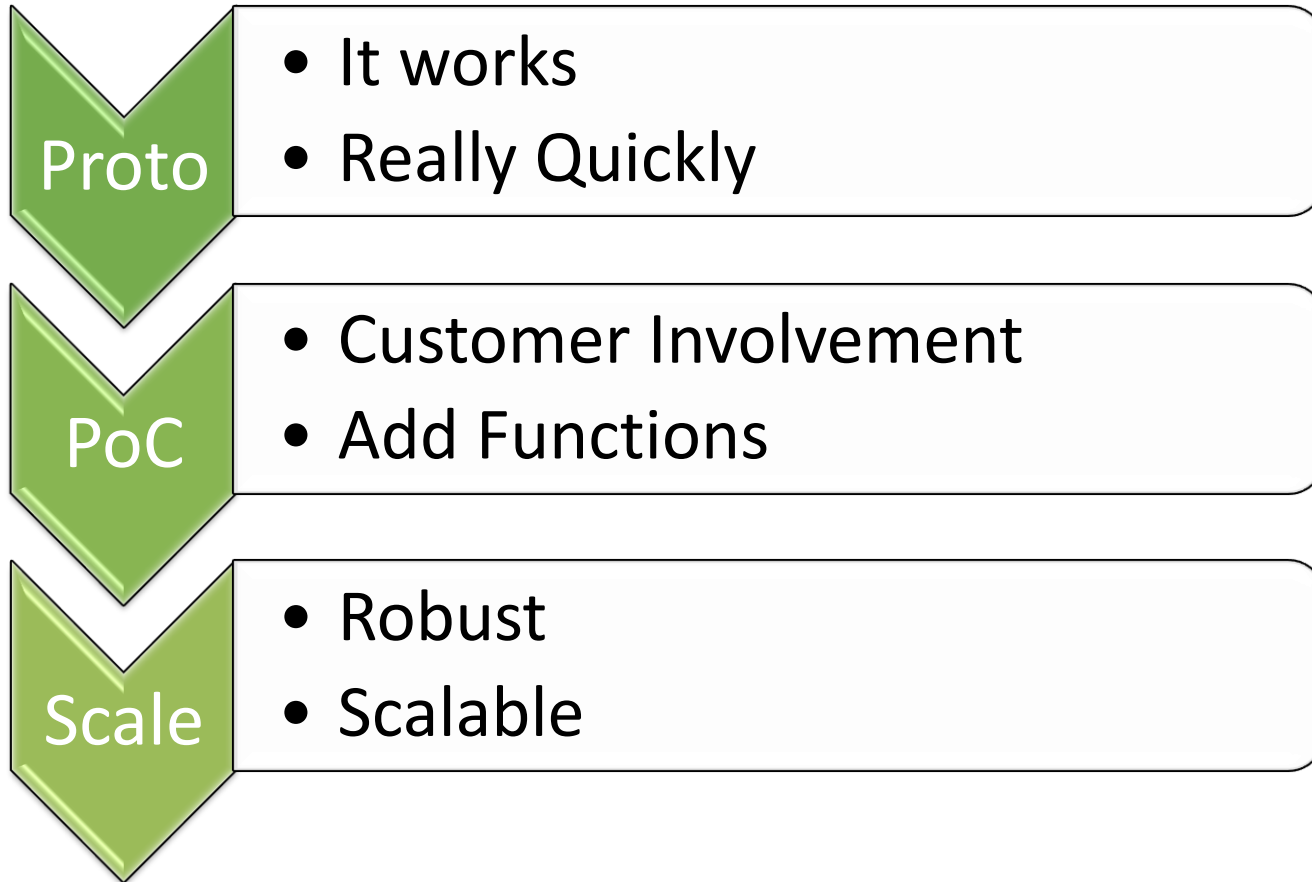 Proto
• It works
• Really Quickly
PoC
• Customer Involvement
• Add Functions
Scale
• Robust
• Scalable